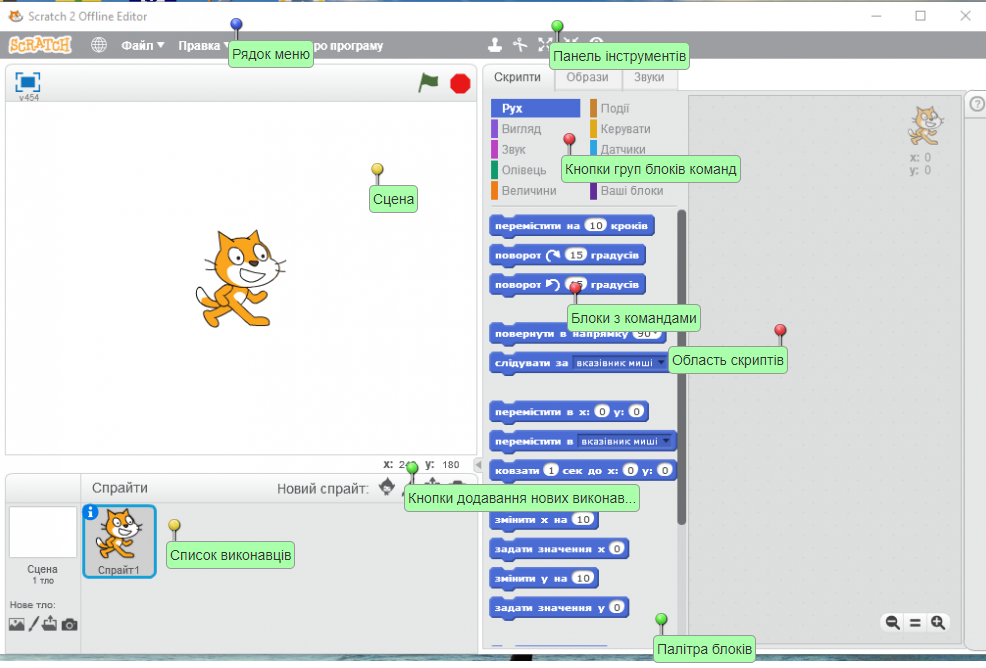 Scratch 2 Offline Editor
SCRATCH Файл Правка про програму
Рядок меню
Панель інструментів
v454
Скрипти Образи Звуки
Рух Події
Вигляд Керувати
Звук Датчики
Олівець
Величини Ваші блоки
Кнопки груп блоків команд
x: 0
y: 0
Сцена
перемістити на 10 кроків
поворот 15 градусів
поворот градусів
Блоки з командами
повернути в напрямку 90
Область скриптів
слідувати за вказівник миші
перемістити в x: 0 y: 0
перемістити в вказівник миші
ковзати 1 сек до x: 0 y: 0
x: y: 180
Спрайти Новий спрайт:
Кнопки додавання нових виконав...
змінити x на 10
задати значення x 0
змінити y на 10
задати значення y 0
Список виконавців
Спрайт1
Сцена
1 тло
Нове тло:
Палітра блоків